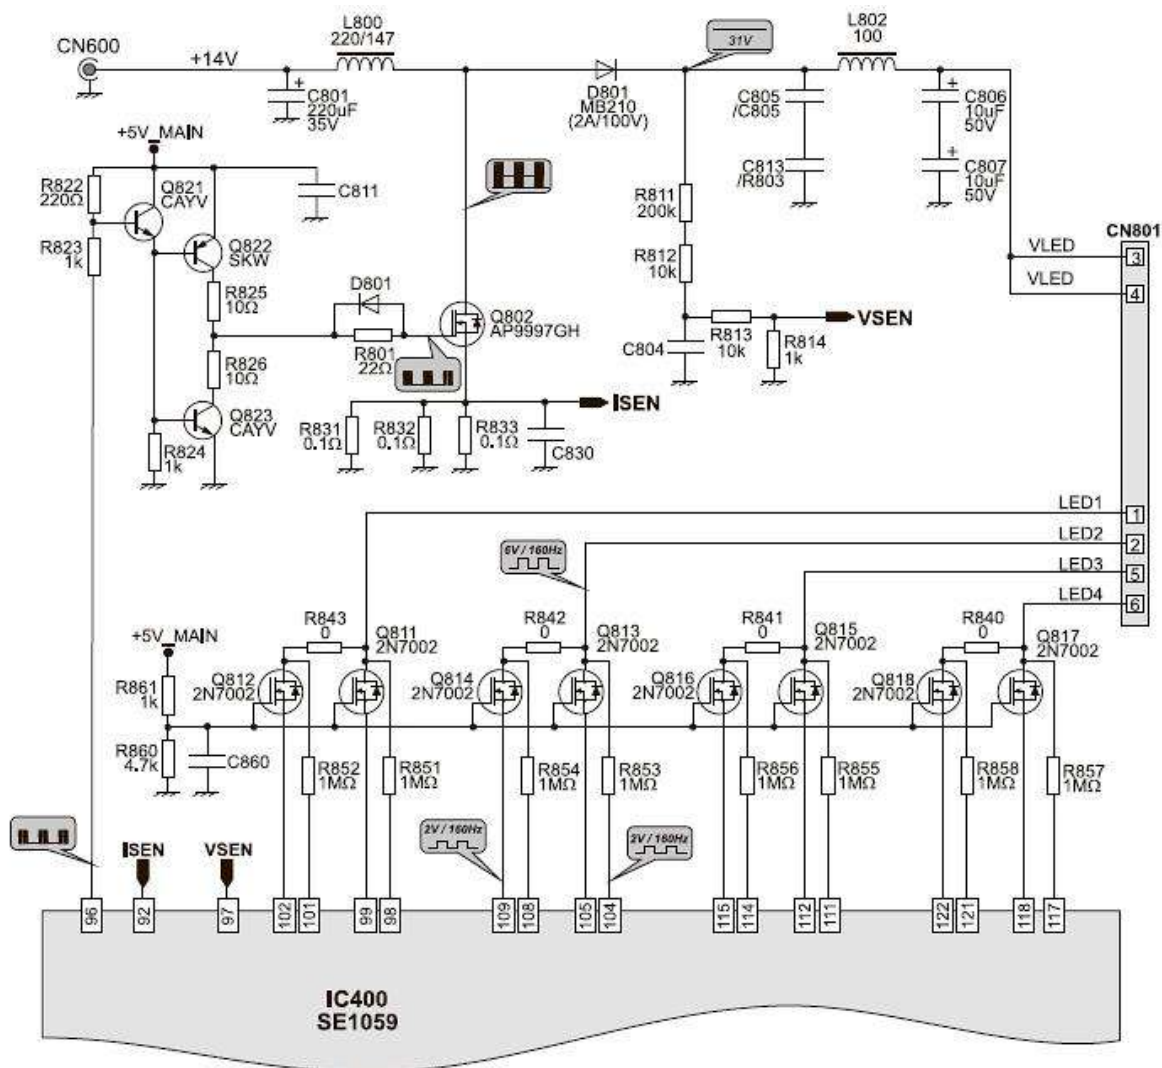 CN600
+14V
L800
220/147
C801
220uF
35V
D801
MB210
(2A/100V)
31V
L802
100
C805
/C805
C813
/R803
C806
10uF
50V
C807
10uF
50V
+5V_MAIN
R822
220Ω
Q821
CAYV
C811
R823
1k
Q822
SKW
R825
10Ω
R826
10Ω
Q823
CAYV
R824
1k
D801
R801
22Ω
Q802
AP9997GH
R811
200k
R812
10k
C804
R813
10k
R814
1k
VSEN
ISEN
R831
0.1Ω
R832
0.1Ω
R833
0.1Ω
C830
CN801
VLED
3
VLED
4
LED1
1
LED2
2
LED3
5
LED4
6
6V / 160Hz
+5V_MAIN
R861
1k
R860
4.7k
C860
R843
0
Q811
2N7002
Q812
2N7002
R842
0
Q813
2N7002
Q814
2N7002
R841
0
Q815
2N7002
Q816
2N7002
R840
0
Q817
2N7002
Q818
2N7002
R852
1MΩ
R851
1MΩ
R854
1MΩ
R853
1MΩ
R856
1MΩ
R855
1MΩ
R858
1MΩ
R857
1MΩ
2V / 160Hz
2V / 160Hz
ISEN
VSEN
96
92
97
102
101
99
98
109
108
105
104
115
114
112
111
122
121
118
117
IC400
SE1059